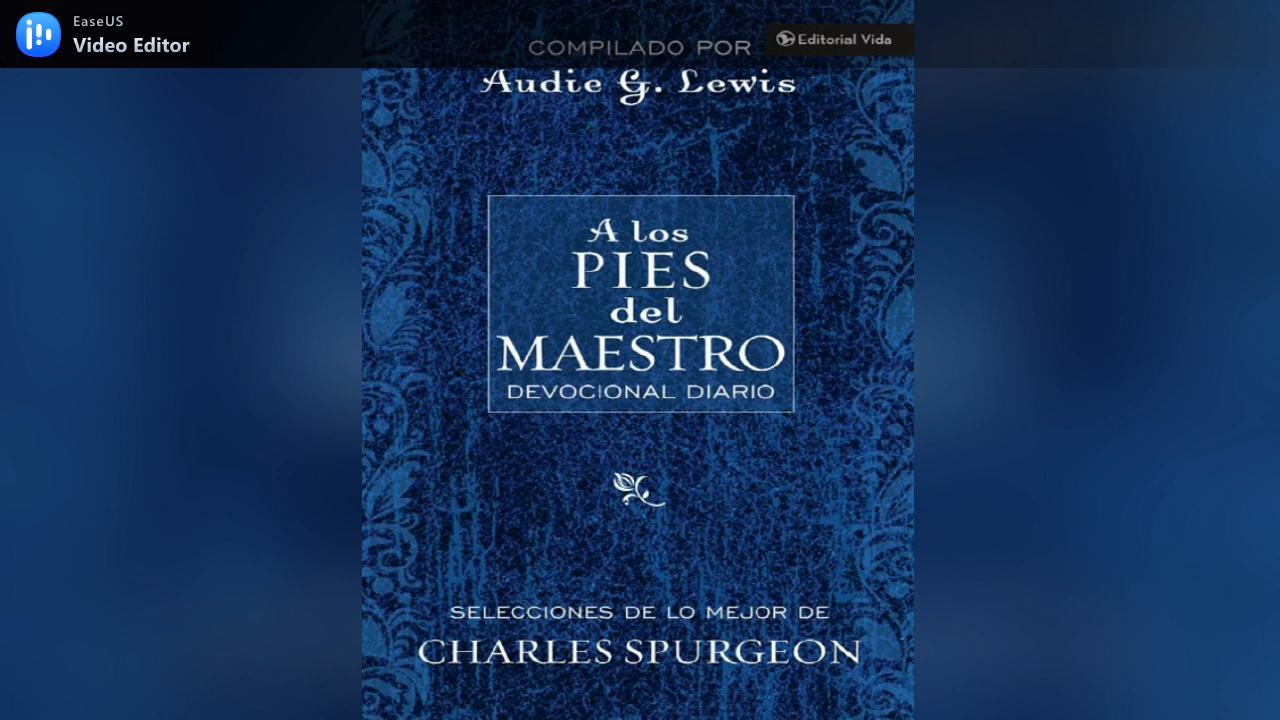 EaseUS
Video Editor
COMPILADO POR
Editorial Vida
Audie G. Lewis
A los
PIES
del
MAESTRO
DEVOCIONAL DIARIO
SELECCIONES DE LO MEJOR DE
CHARLES SPURGEON